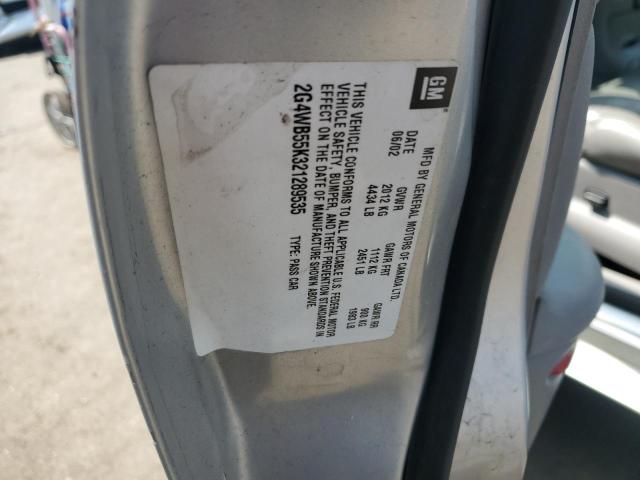 GM
MFD BY GENERAL MOTORS OF CANADA LTD.
DATE GVWR GAWR FRT GAWR RR
06/02 2012 KG 1112 KG 900 KG
4434 LB 2451 LB 1983 LB
THIS VEHICLE CONFORMS TO ALL APPLICABLE U.S. FEDERAL MOTOR
VEHICLE SAFETY, BUMPER, AND THEFT PREVENTION STANDARDS IN
EFFECT ON THE DATE OF MANUFACTURE SHOWN ABOVE.
2G4WB55K321289535 TYPE: PASS CAR